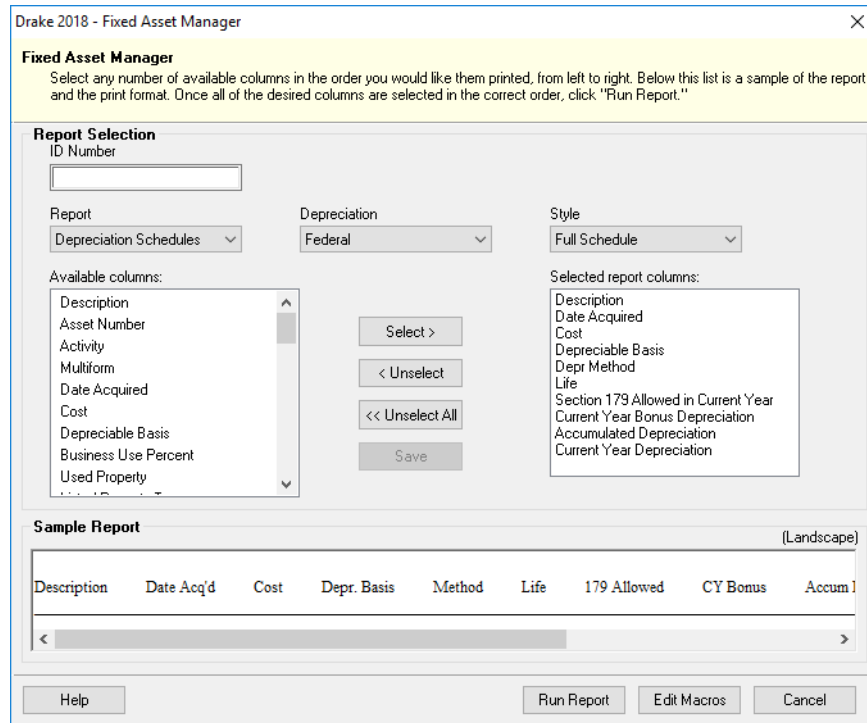 Drake 2018 - Fixed Asset Manager
Fixed Asset Manager
Select any number of available columns in the order you would like them printed, from left to right. Below this list is a sample of the report
and the print format. Once all of the desired columns are selected in the correct order, click "Run Report."
Report Selection
ID Number
Report
Depreciation
Style
Depreciation Schedules
Federal
Full Schedule
Available columns:
Description
Asset Number
Activity
Multiform
Date Acquired
Cost
Depreciable Basis
Business Use Percent
Used Property
Select >
< Unselect
<< Unselect All
Save
Selected report columns:
Description
Date Acquired
Cost
Depreciable Basis
Depr Method
Life
Section 179 Allowed in Current Year
Current Year Bonus Depreciation
Accumulated Depreciation
Current Year Depreciation
Sample Report
(Landscape)
Description Date Acq'd Cost Depr. Basis Method Life 179 Allowed CY Bonus Accum
Help Run Report Edit Macros Cancel